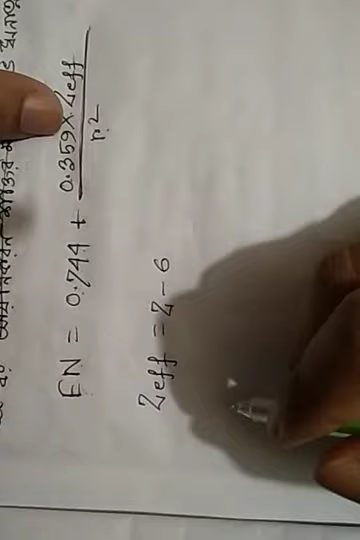 EN = 0.744 + 0.359×Zeff / r²
Zeff = Z - 6